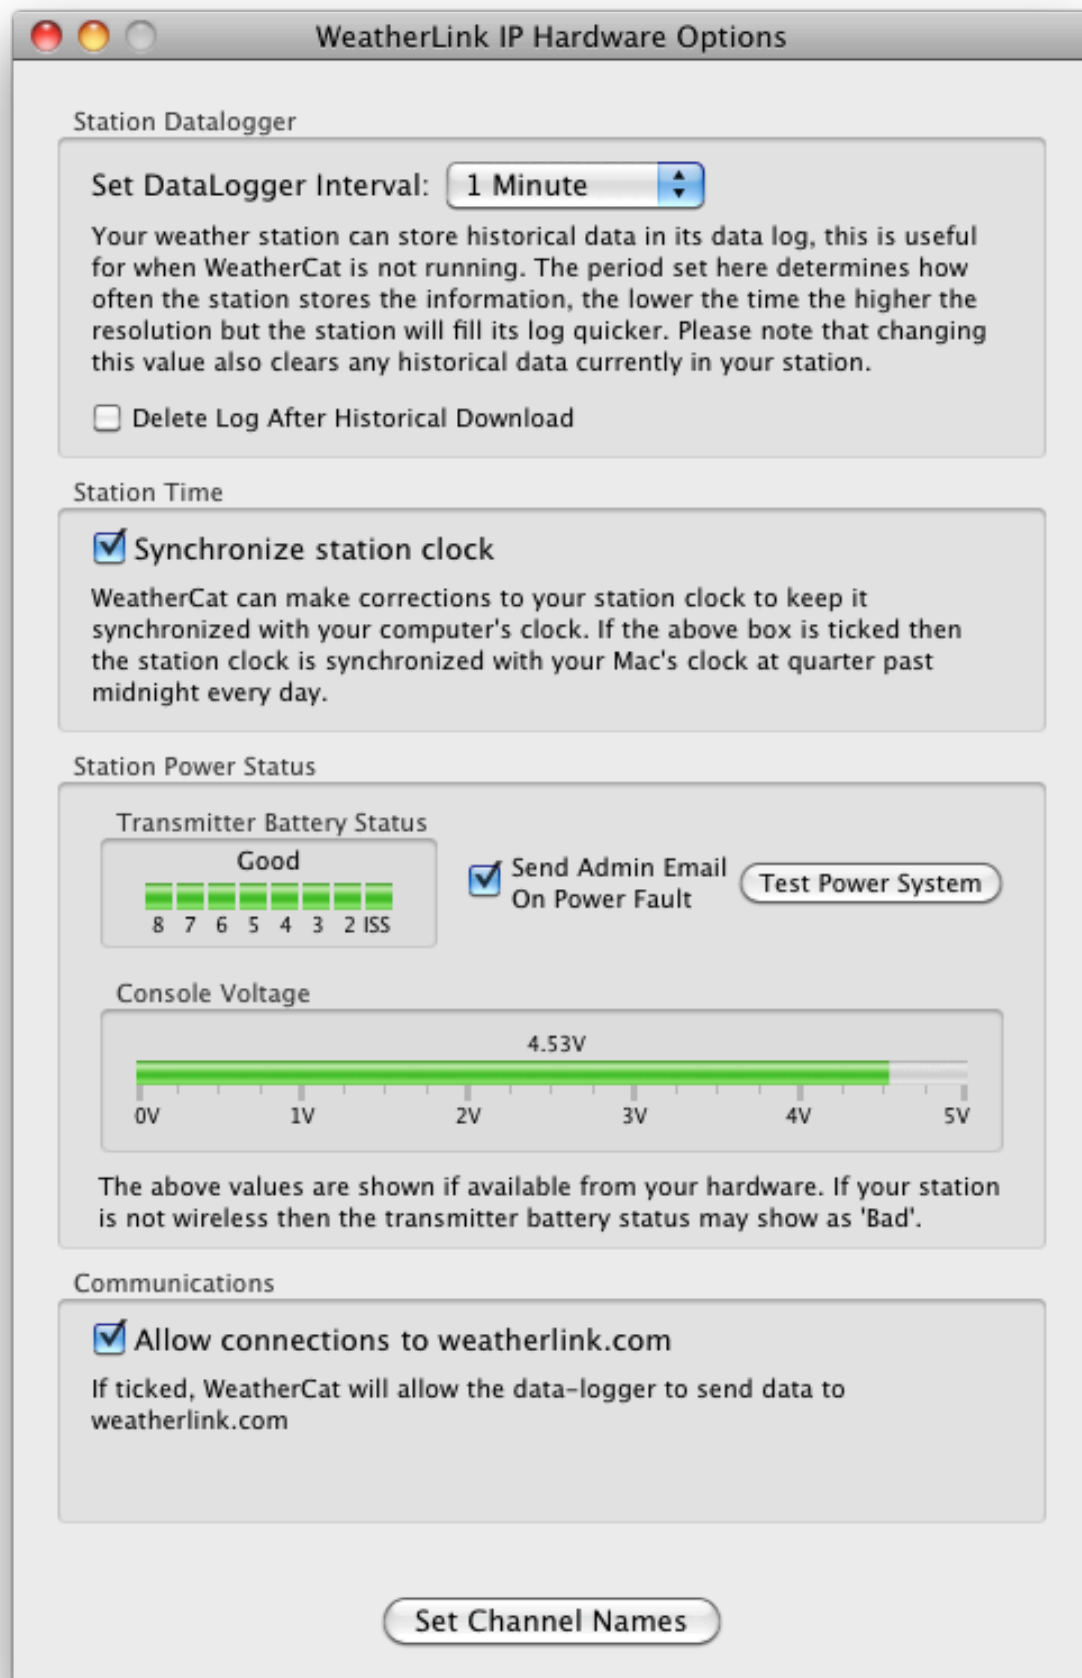 WeatherLink IP Hardware Options
Station Datalogger
Set DataLogger Interval: 1 Minute
Your weather station can store historical data in its data log, this is useful
for when WeatherCat is not running. The period set here determines how
often the station stores the information, the lower the time the higher the
resolution but the station will fill its log quicker. Please note that changing
this value also clears any historical data currently in your station.
Delete Log After Historical Download
Station Time
Synchronize station clock
WeatherCat can make corrections to your station clock to keep it
synchronized with your computer's clock. If the above box is ticked then
the station clock is synchronized with your Mac's clock at quarter past
midnight every day.
Station Power Status
Transmitter Battery Status
Good
8 7 6 5 4 3 2 ISS
Send Admin Email
On Power Fault
Test Power System
Console Voltage
4.53V
0V 1V 2V 3V 4V 5V
The above values are shown if available from your hardware. If your station
is not wireless then the transmitter battery status may show as 'Bad'.
Communications
Allow connections to weatherlink.com
If ticked, WeatherCat will allow the data-logger to send data to
weatherlink.com
Set Channel Names